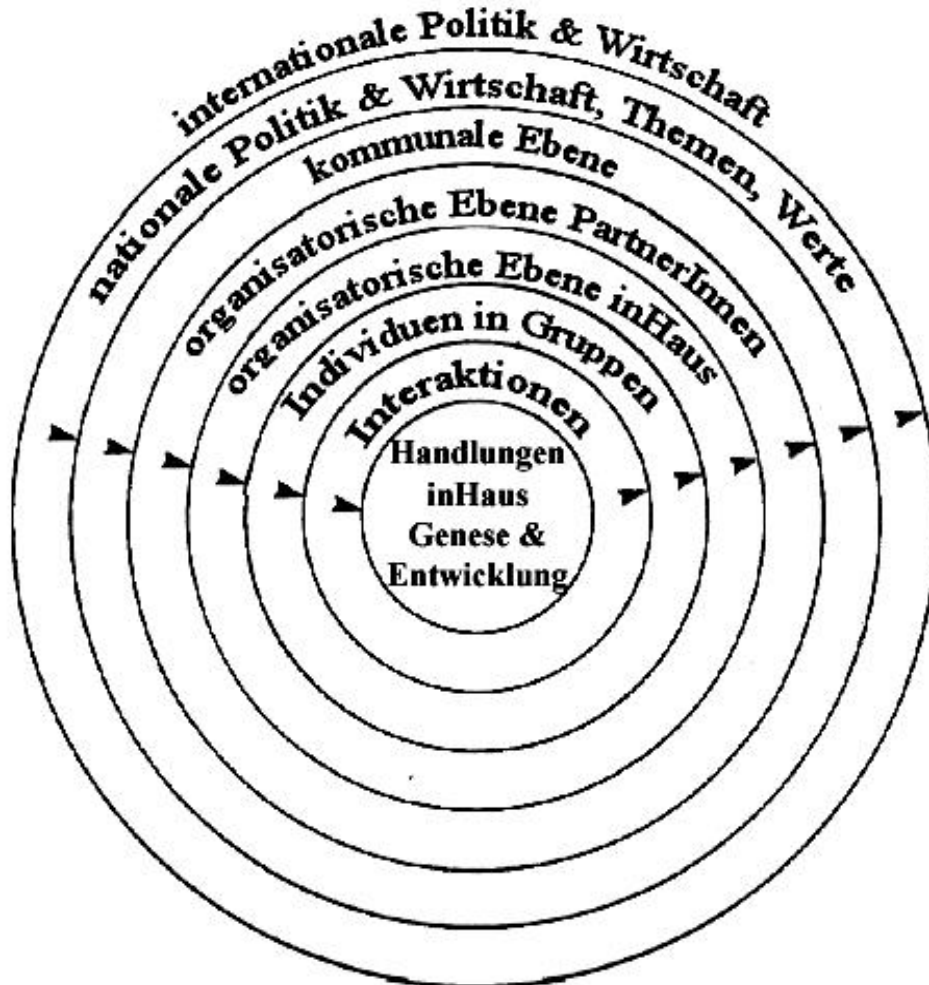 internationale Politik & Wirtschaft
nationale Politik & Wirtschaft, Themen, Werte
kommunale Ebene
organisatorische Ebene PartnerInnen
organisatorische Ebene inHaus
Individuen in Gruppen
Interaktionen
Handlungen
inHaus
Genese &
Entwicklung